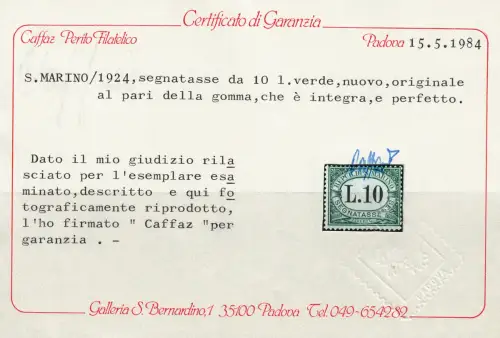 Certificato di Garanzia
Caffaz Perito Filatelico
Padova 15.5.1984
S.MARINO/1924,segnatasse da 10 l.verde,nuovo,originale
al pari della gomma,che è integra,e perfetto.
Dato il mio giudizio rila
sciato per l'esemplare esa
minato,descritto e qui fo
tograficamente riprodotto,
l'ho firmato " Caffaz "per
garanzia . -
L.10
SEGNATASSE
Galleria S. Bernardino,1 35100 Padova Tel. 049-654282